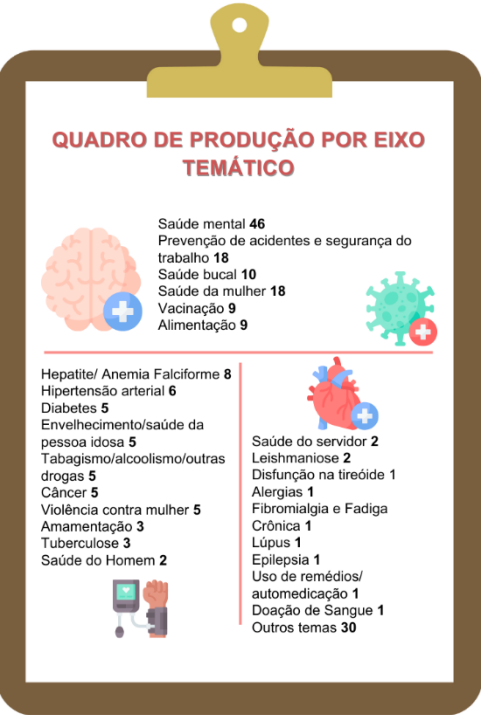 QUADRO DE PRODUÇÃO POR EIXO
TEMÁTICO
Saúde mental 46
Prevenção de acidentes e segurança do
trabalho 18
Saúde bucal 10
Saúde da mulher 18
Vacinação 9
Alimentação 9
Hepatite/ Anemia Falciforme 8
Hipertensão arterial 6
Diabetes 5
Envelhecimento/saúde da
pessoa idosa 5
Tabagismo/alcoolismo/outras
drogas 5
Câncer 5
Violência contra mulher 5
Amamentação 3
Tuberculose 3
Saúde do Homem 2
Saúde do servidor 2
Leishmaniose 2
Disfunção na tireóide 1
Alergias 1
Fibromialgia e Fadiga
Crônica 1
Lúpus 1
Epilepsia 1
Uso de remédios/
automedicação 1
Doação de Sangue 1
Outros temas 30